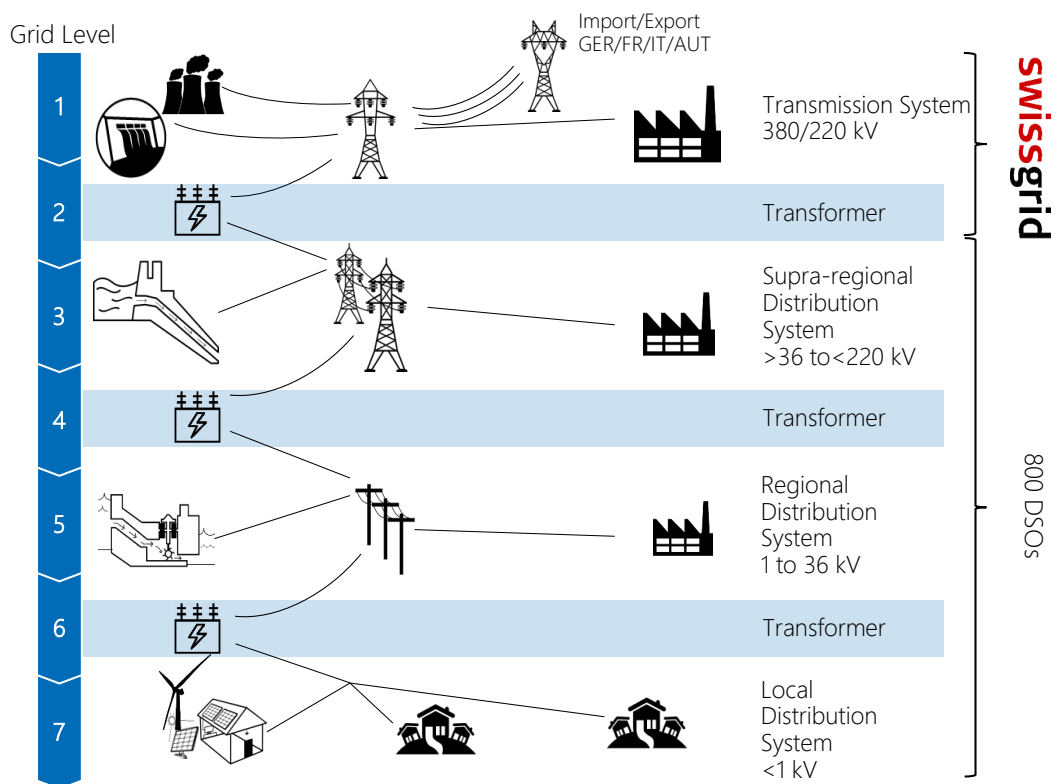 Grid Level
Import/Export
GER/FR/IT/AUT
1
Transmission System
380/220 kV
swissgrid
2
Transformer
3
Supra-regional
Distribution
System
>36 to<220 kV
4
Transformer
5
Regional
Distribution
System
1 to 36 kV
800 DSOs
6
Transformer
7
Local
Distribution
System
<1 kV